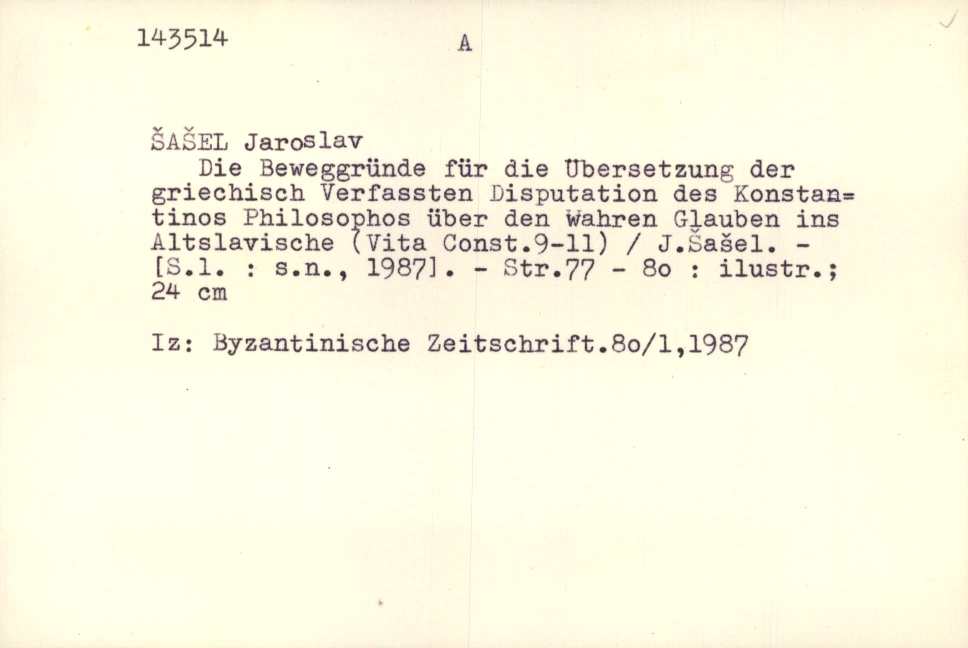 143514 A
ŠAŠEL Jaroslav
Die Beweggründe für die Übersetzung der
griechisch Verfassten Disputation des Konstan=
tinos Philosophos über den Wahren Glauben ins
Altslavische (Vita Const.9-11) / J.Šašel. -
[S.l. : s.n., 1987]. - Str.77 - 8o : ilustr.;
24 cm
Iz: Byzantinische Zeitschrift.8o/1,1987